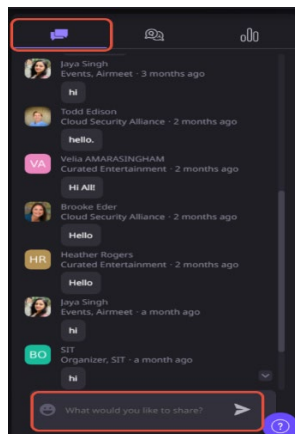 Jaya Singh
Events, Airmeet · 3 months ago
hi
Todd Edison
Cloud Security Alliance · 2 months ago
hello.
VA
Velia AMARASINGHAM
Curated Entertainment · 2 months ago
Hi All!
Brooke Eder
Cloud Security Alliance · 2 months ago
Hello
HR
Heather Rogers
Curated Entertainment · 2 months ago
Hello
Jaya Singh
Events, Airmeet · a month ago
hi
BO
SIT
Organizer, SIT · a month ago
hi
What would you like to share?
?